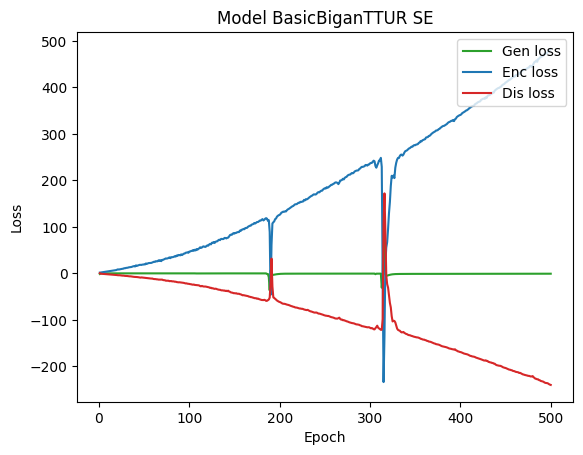 Model BasicBiganTTUR SE
Loss
500
400
300
200
100
0
−100
−200
0 100 200 300 400 500
Epoch
Gen loss
Enc loss
Dis loss